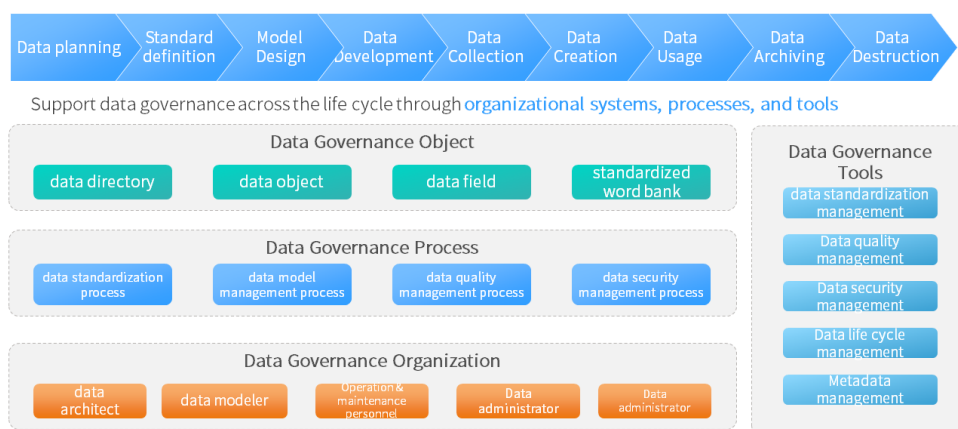 Data planning
Standard
definition
Model
Design
Data
Development
Data
Collection
Data
Creation
Data
Usage
Data
Archiving
Data
Destruction
Support data governance across the life cycle through organizational systems, processes, and tools
Data Governance Object
data directory
data object
data field
standardized
word bank
Data Governance Process
data standardization
process
data model
management process
data quality
management process
data security
management process
Data Governance Organization
data
architect
data modeler
Operation &
maintenance
personnel
Data
administrator
Data
administrator
Data Governance
Tools
data standardization
management
Data quality
management
Data security
management
Data life cycle
management
Metadata
management